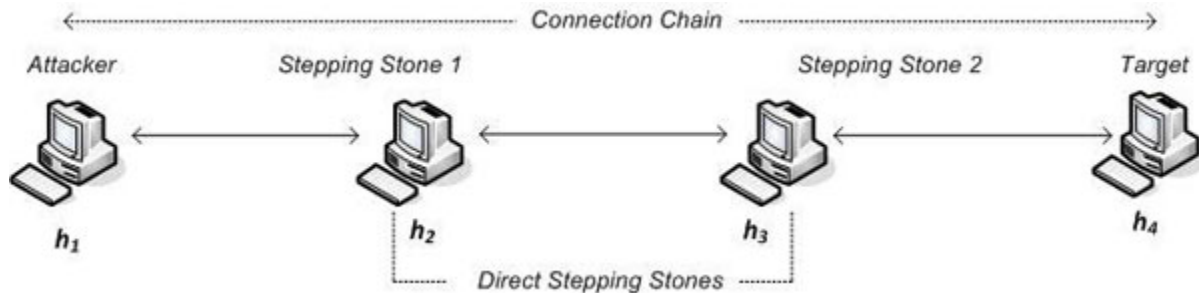 Connection Chain
Attacker Stepping Stone 1 Stepping Stone 2 Target
h₁ h₂ h₃ h₄
Direct Stepping Stones